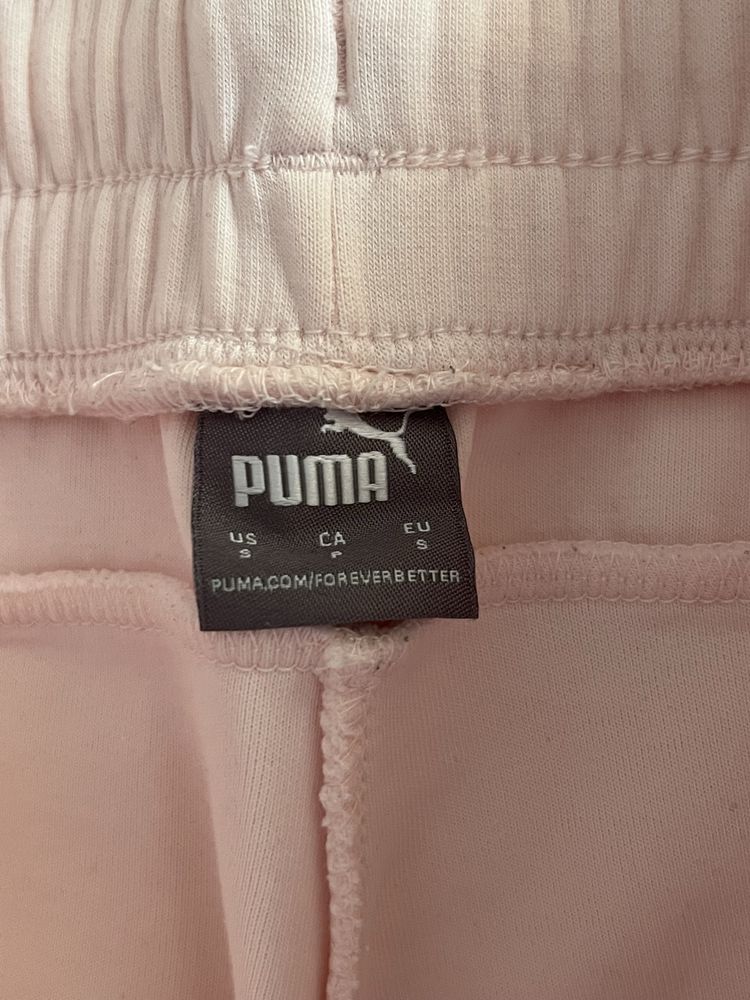 PUMA
US CA EU
S P S
PUMA.COM/FOREVERBETTER